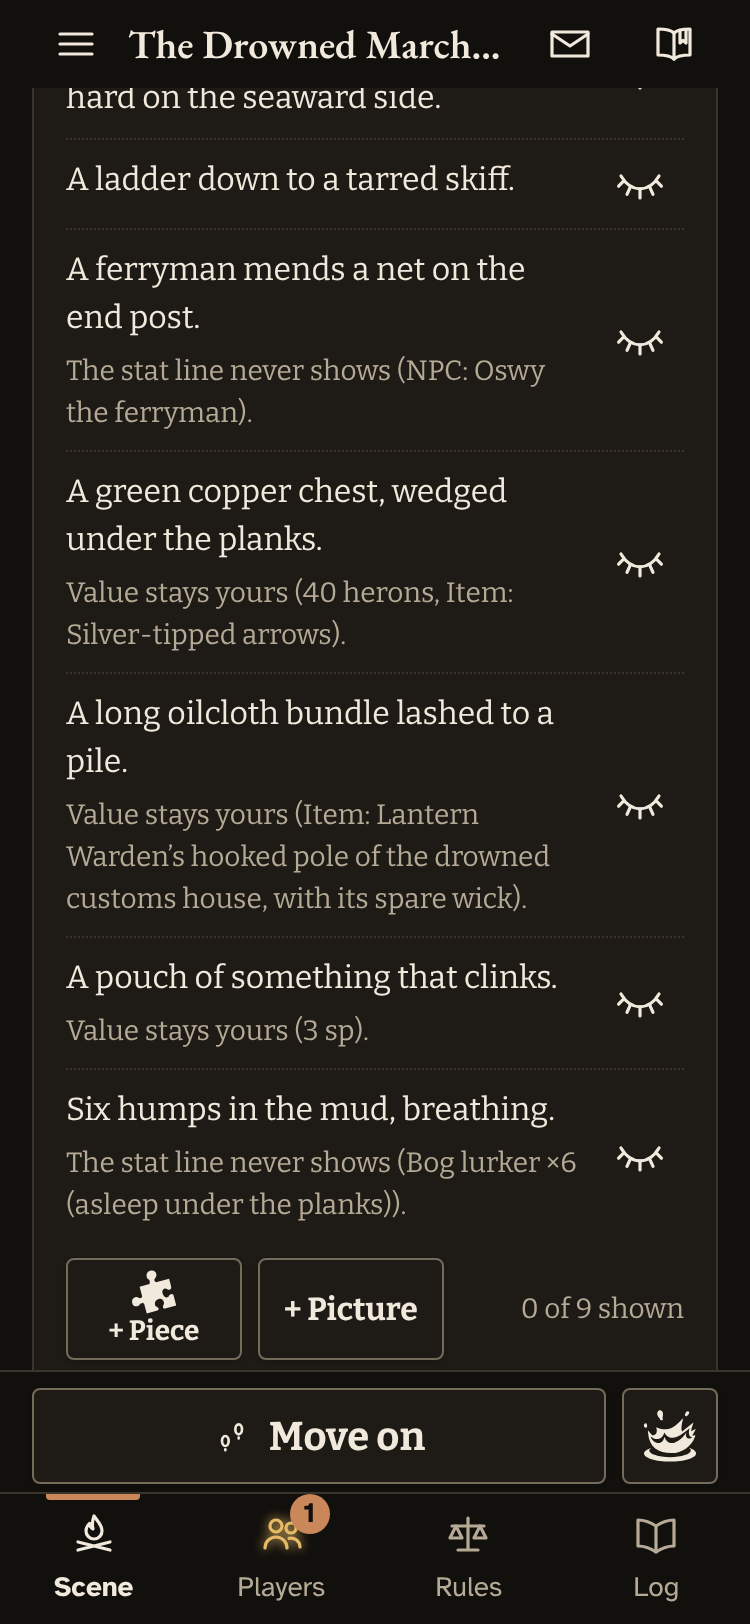 The Drowned March...
hard on the seaward side.
A ladder down to a tarred skiff.
A ferryman mends a net on the
end post.
The stat line never shows (NPC: Oswy
the ferryman).
A green copper chest, wedged
under the planks.
Value stays yours (40 herons, Item:
Silver-tipped arrows).
A long oilcloth bundle lashed to a
pile.
Value stays yours (Item: Lantern
Warden’s hooked pole of the drowned
customs house, with its spare wick).
A pouch of something that clinks.
Value stays yours (3 sp).
Six humps in the mud, breathing.
The stat line never shows (Bog lurker ×6
(asleep under the planks)).
+ Piece
+ Picture
0 of 9 shown
Move on
1
Scene
Players
Rules
Log